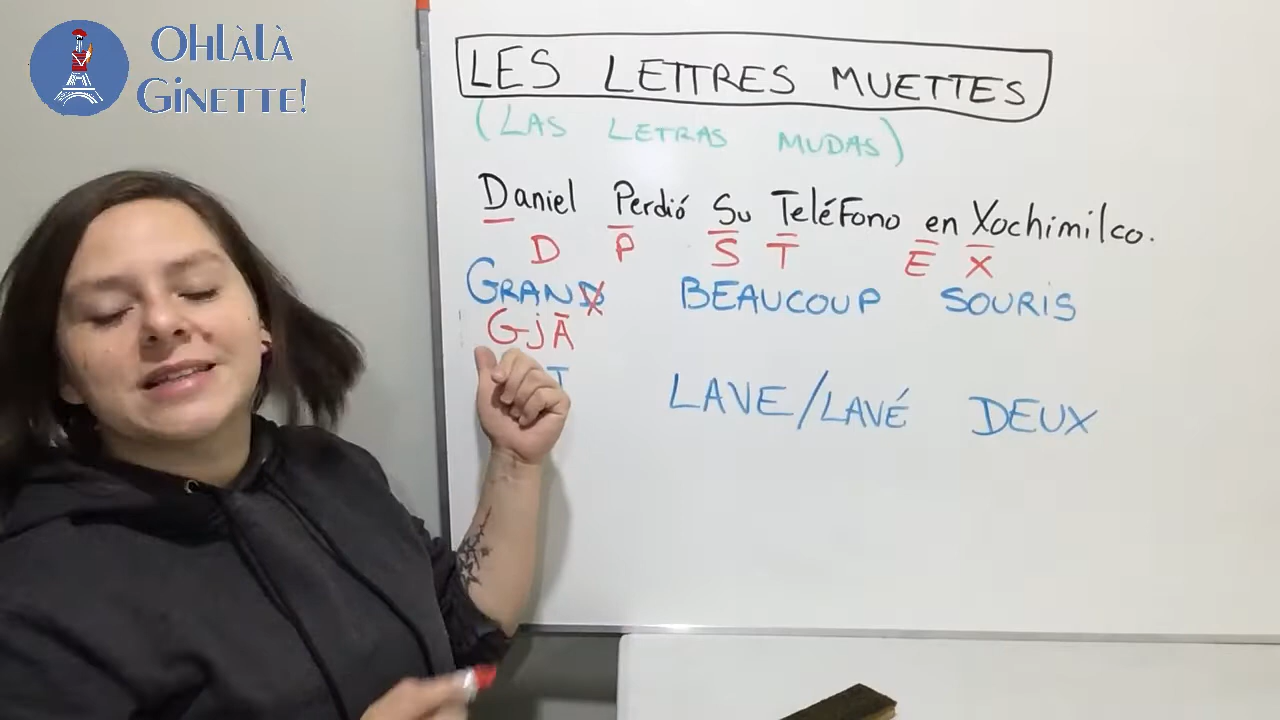 OHLÀLÀ
GINETTE!
LES LETTRES MUETTES
(LAS LETRAS MUDAS)
Daniel Perdió Su Teléfono en Xochimilco.
D P S T E X
GRAND BEAUCOUP SOURIS
GjĀ
LAVE/LAVÉ DEUX